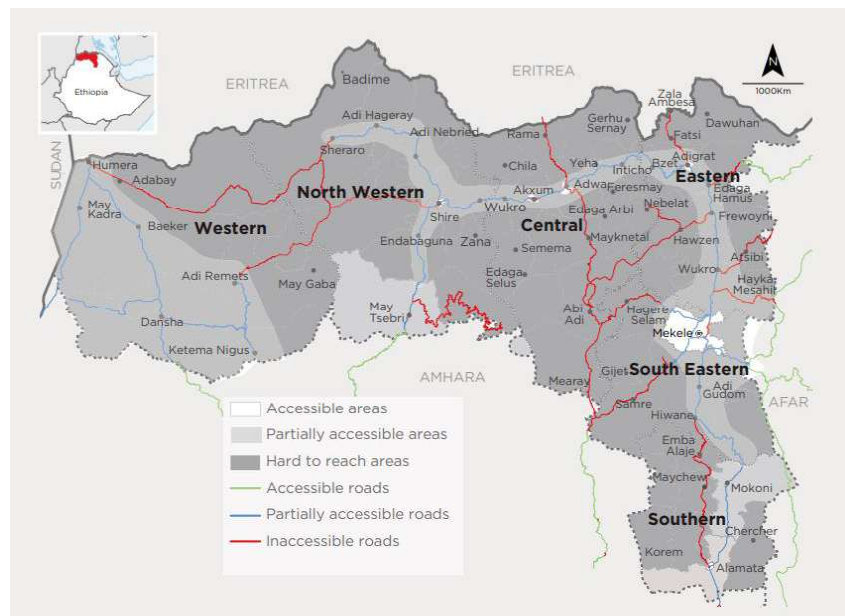 Ethiopia
ERITREA
ERITREA
N
1000Km
SUDAN
Badime
Adi Hageray
Adi Nebried
Sheraro
Humera
Adabay
May
Kadra
Baeker
Western
North Western
Adi Remets
May Gaba
Dansha
Ketema Nigus
Shire
Endabaguna
Wukro
Akxum
Zana
Semema
Edaga
Selus
May
Tsebri
Rama
Chila
Yeha
Gerhu
Sernay
Zala
Ambesa
Fatsi
Dawuhan
Inticho
Bzet
Adigrat
Adwa
Feresmay
Eastern
Edaga
Hamus
Nebelat
Edaga Arbi
Frewoyni
Central
Mayknetal
Hawzen
Atsibi
Wukro
Hayka
Mesahil
Abi
Adi
Hagere
Selam
Mekele
Gijet
South Eastern
Mearay
Samre
Adi
Gudom
Hiwane
AFAR
AMHARA
Emba
Alaje
Maychew
Mokoni
Southern
Chercher
Korem
Alamata
Accessible areas
Partially accessible areas
Hard to reach areas
Accessible roads
Partially accessible roads
Inaccessible roads